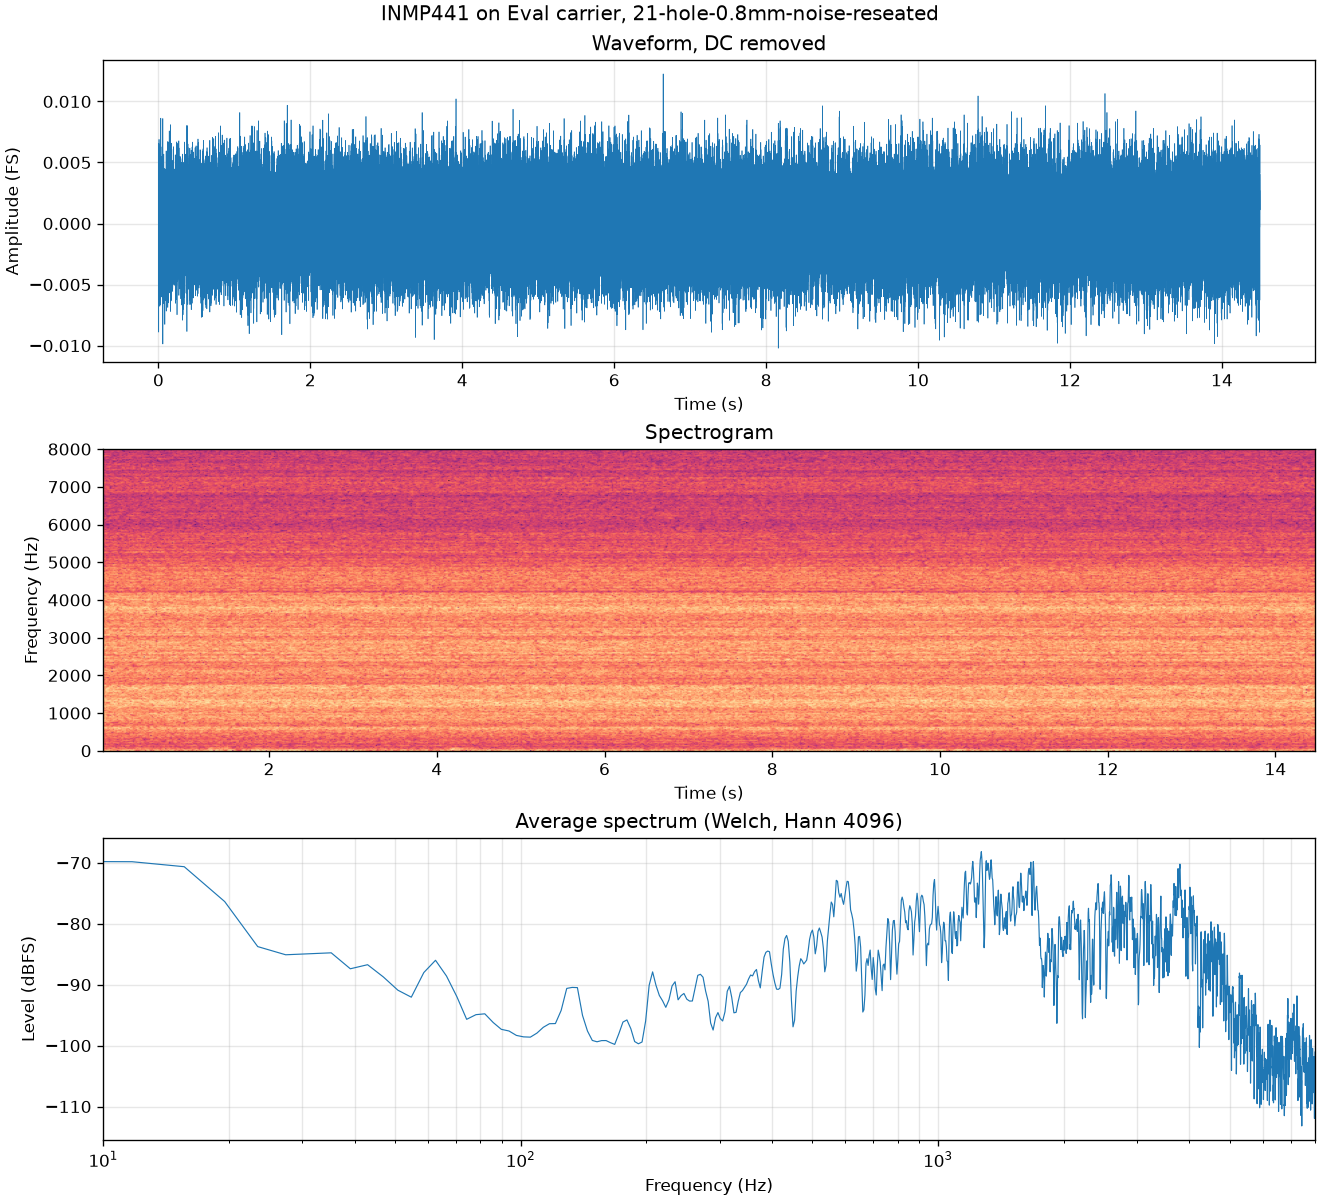 INMP441 on Eval carrier, 21-hole-0.8mm-noise-reseated
Waveform, DC removed
Amplitude (FS)
0.010
0.005
0.000
−0.005
−0.010
0 2 4 6 8 10 12 14
Time (s)
Spectrogram
Frequency (Hz)
8000
7000
6000
5000
4000
3000
2000
1000
0
2 4 6 8 10 12 14
Time (s)
Average spectrum (Welch, Hann 4096)
Level (dBFS)
−70
−80
−90
−100
−110
10¹ 10² 10³
Frequency (Hz)